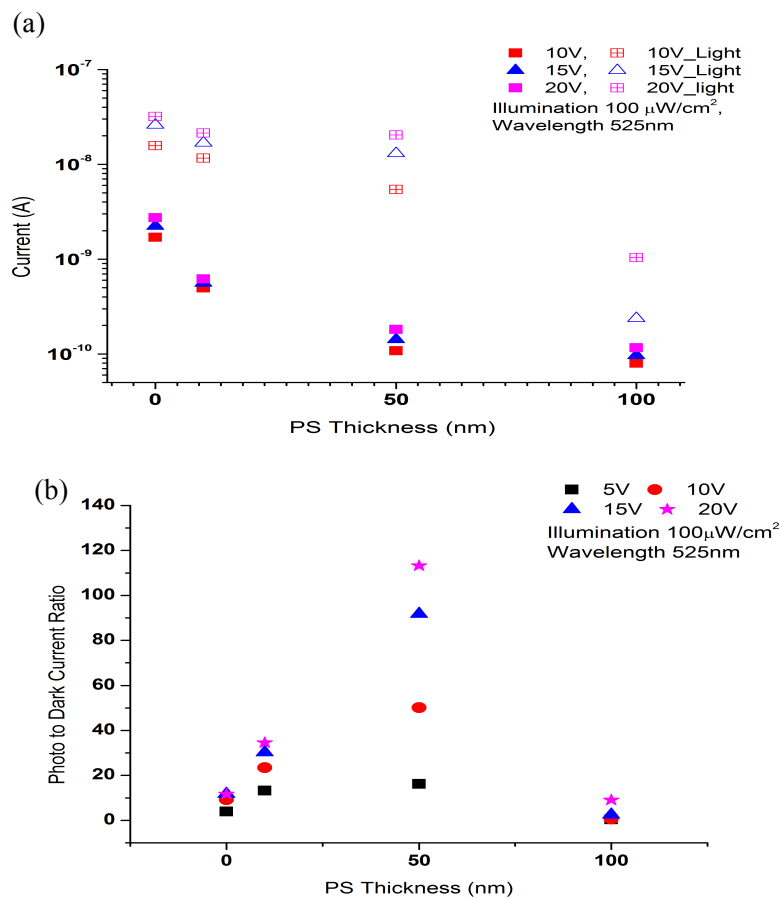 (a)
10V, 10V_Light
15V, 15V_Light
20V, 20V_light
Illumination 100 μW/cm²,
Wavelength 525nm
10⁻⁷
10⁻⁸
10⁻⁹
10⁻¹⁰
Current (A)
0 50 100
PS Thickness (nm)
(b)
5V 10V
15V 20V
Illumination 100μW/cm²
Wavelength 525nm
140
120
100
80
60
40
20
0
Photo to Dark Current Ratio
0 50 100
PS Thickness (nm)